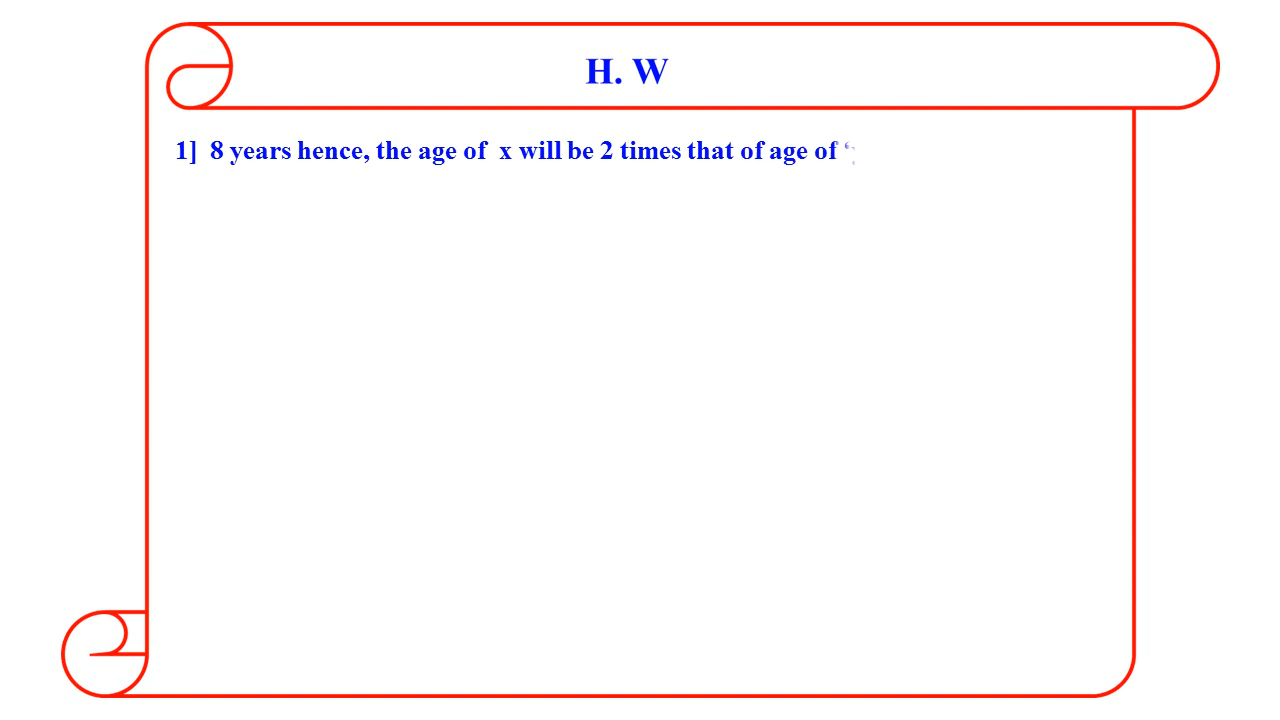 H. W
1] 8 years hence, the age of x will be 2 times that of age of